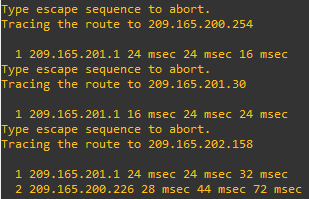 Type escape sequence to abort.
Tracing the route to 209.165.200.254
1 209.165.201.1 24 msec 24 msec 16 msec
Type escape sequence to abort.
Tracing the route to 209.165.201.30
1 209.165.201.1 16 msec 24 msec 24 msec
Type escape sequence to abort.
Tracing the route to 209.165.202.158
1 209.165.201.1 24 msec 24 msec 32 msec
2 209.165.200.226 28 msec 44 msec 72 msec